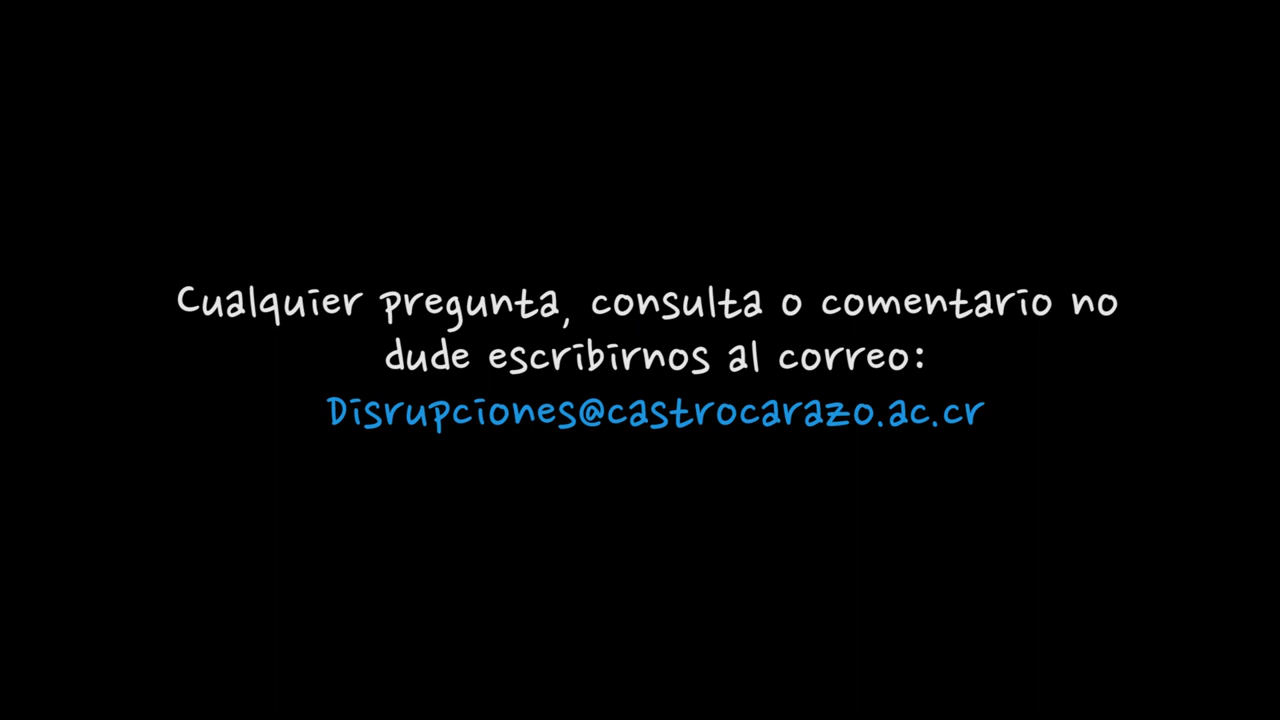 Cualquier pregunta, consulta o comentario no
dude escribirnos al correo:
Disrupciones@castrocarazo.ac.cr